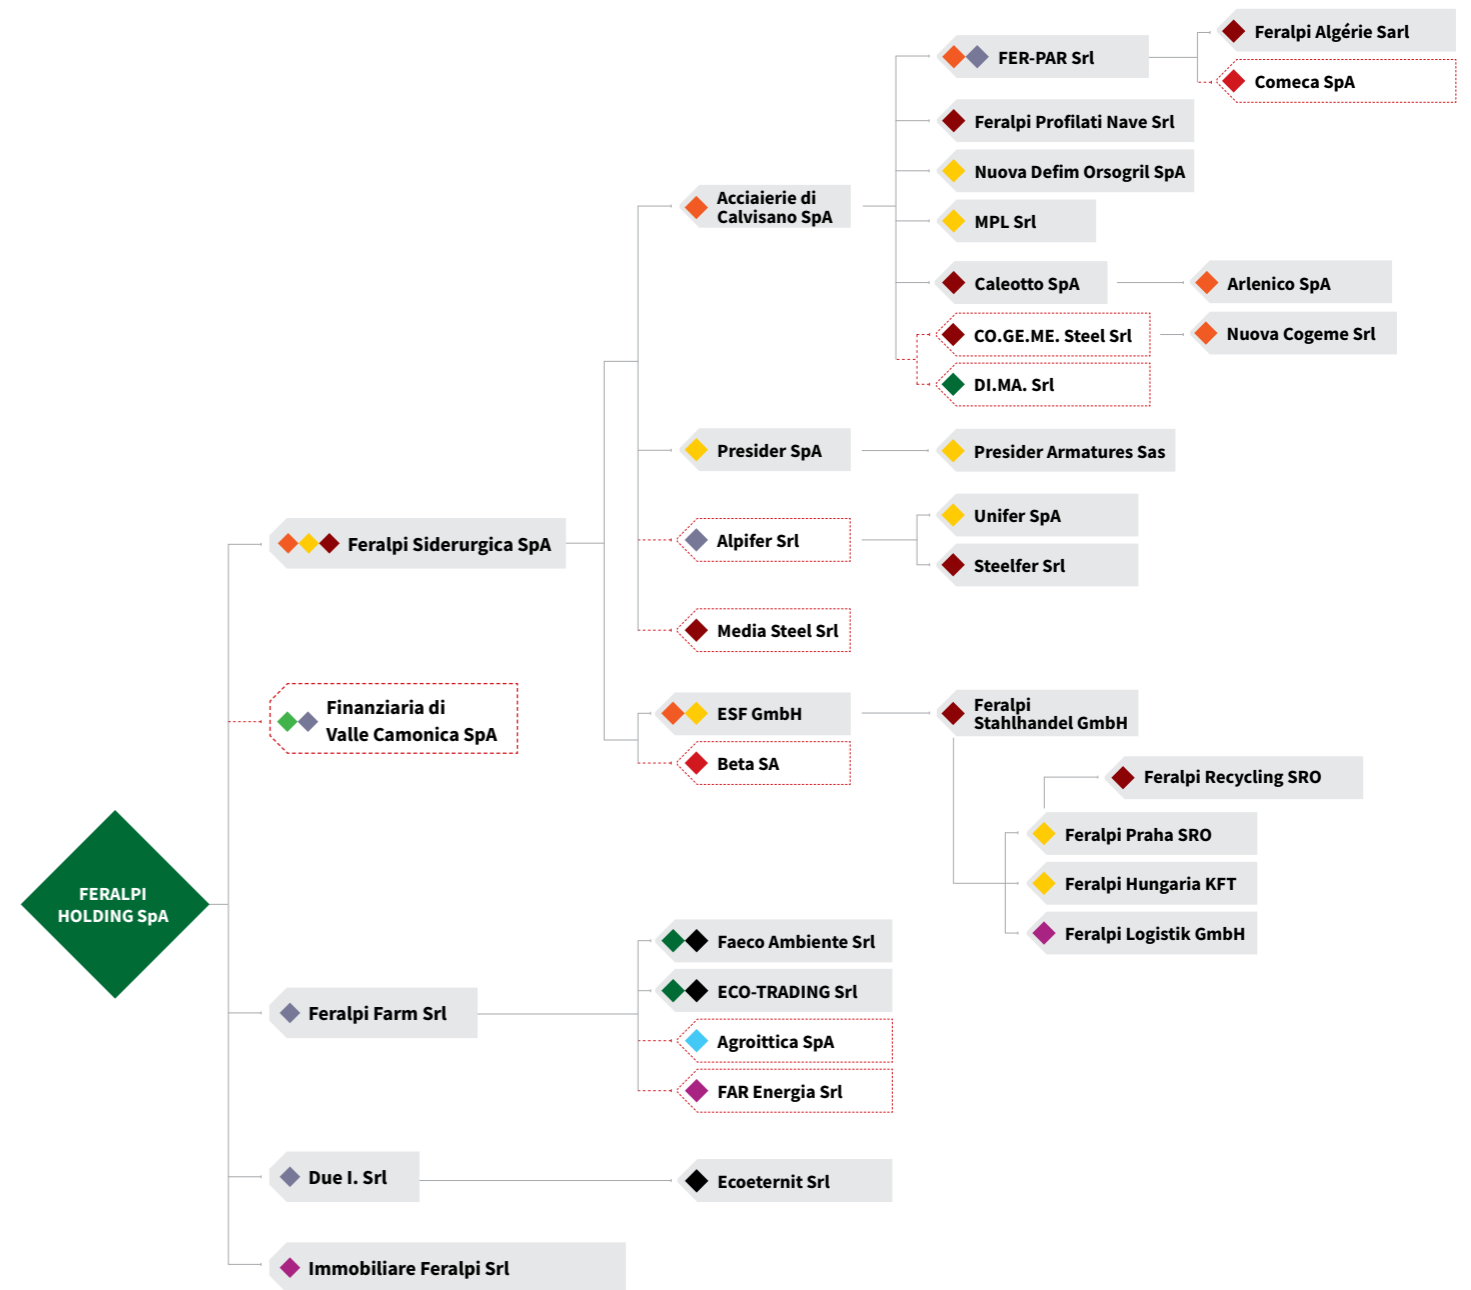 FERALPI
HOLDING SpA
Feralpi Siderurgica SpA
Acciaierie di
Calvisano SpA
FER-PAR Srl
Feralpi Algérie Sarl
Comeca SpA
Feralpi Profilati Nave Srl
Nuova Defim Orsogril SpA
MPL Srl
Caleotto SpA
Arlenico SpA
CO.GE.ME. Steel Srl
Nuova Cogeme Srl
DI.MA. Srl
Presider SpA
Presider Armatures Sas
Alpifer Srl
Unifer SpA
Steelfer Srl
Media Steel Srl
ESF GmbH
Feralpi
Stahlhandel GmbH
Feralpi Recycling SRO
Feralpi Praha SRO
Feralpi Hungaria KFT
Feralpi Logistik GmbH
Beta SA
Finanziaria di
Valle Camonica SpA
Feralpi Farm Srl
Faeco Ambiente Srl
ECO-TRADING Srl
Agroittica SpA
FAR Energia Srl
Due I. Srl
Ecoeternit Srl
Immobiliare Feralpi Srl